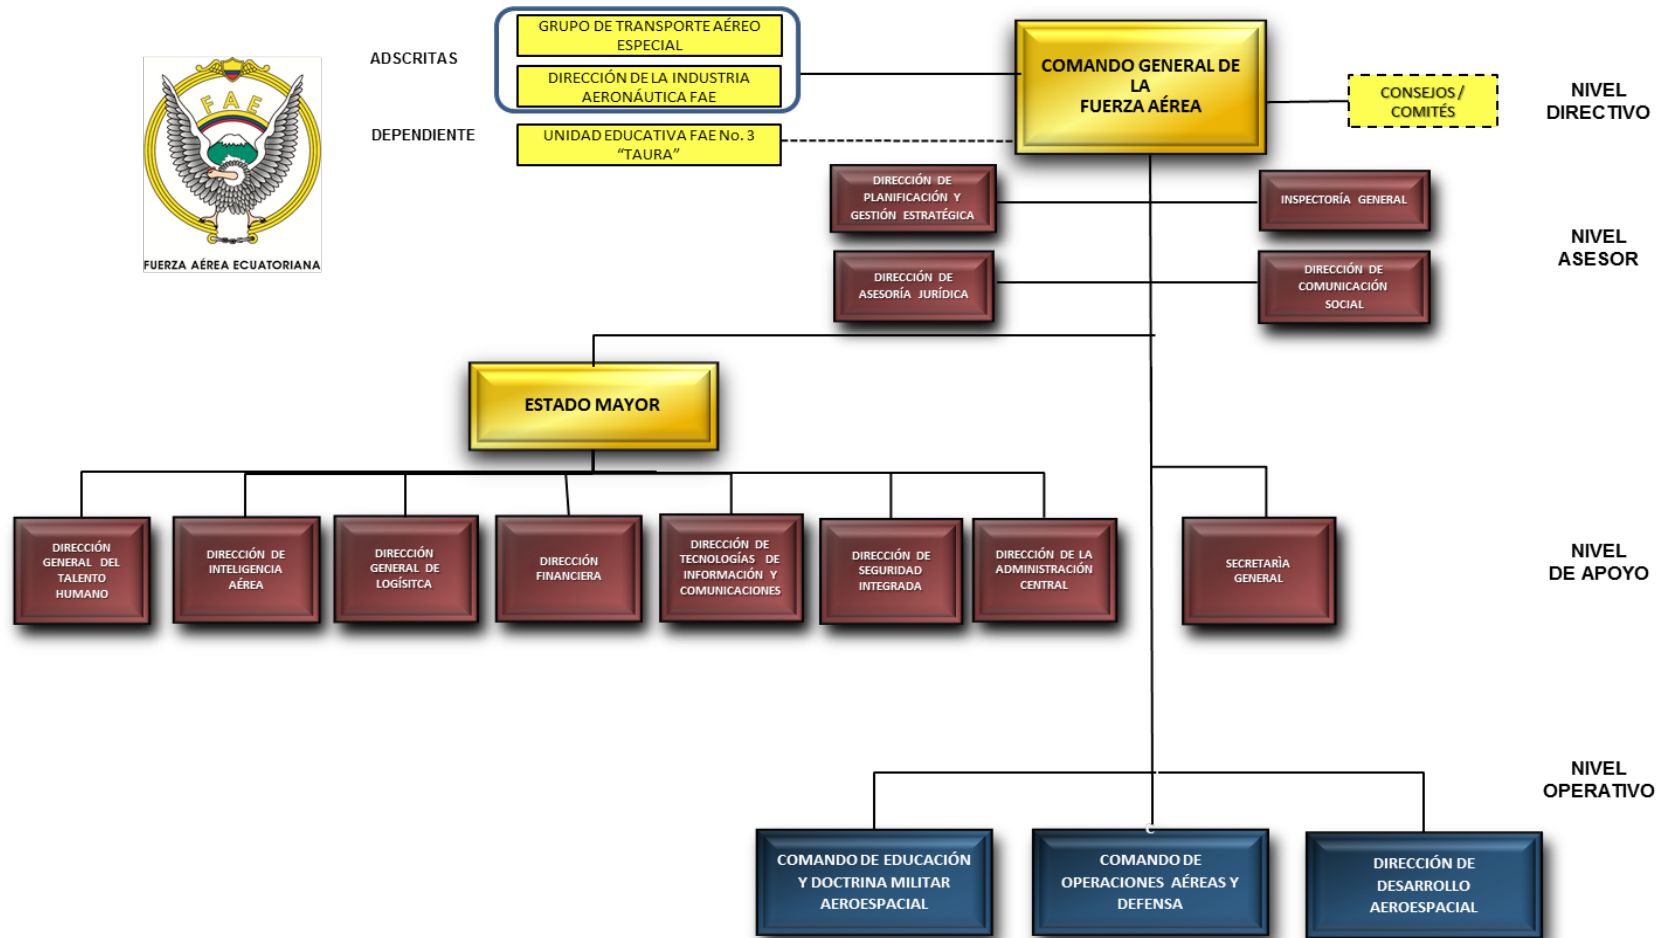 ADSCRITAS
GRUPO DE TRANSPORTE AÉREO
ESPECIAL
DIRECCIÓN DE LA INDUSTRIA
AERONÁUTICA FAE
DEPENDIENTE
UNIDAD EDUCATIVA FAE No. 3
“TAURA”
COMANDO GENERAL DE
LA
FUERZA AÉREA
CONSEJOS /
COMITÉS
NIVEL
DIRECTIVO
FAE
FUERZA AÉREA ECUATORIANA
DIRECCIÓN DE
PLANIFICACIÓN Y
GESTIÓN ESTRATÉGICA
INSPECTORÍA GENERAL
DIRECCIÓN DE
ASESORÍA JURÍDICA
DIRECCIÓN DE
COMUNICACIÓN
SOCIAL
NIVEL
ASESOR
ESTADO MAYOR
DIRECCIÓN
GENERAL DEL
TALENTO
HUMANO
DIRECCIÓN DE
INTELIGENCIA
AÉREA
DIRECCIÓN
GENERAL DE
LOGÍSITCA
DIRECCIÓN
FINANCIERA
DIRECCIÓN DE
TECNOLOGÍAS DE
INFORMACIÓN Y
COMUNICACIONES
DIRECCIÓN DE
SEGURIDAD
INTEGRADA
DIRECCIÓN DE LA
ADMINISTRACIÓN
CENTRAL
SECRETARÌA
GENERAL
NIVEL
DE APOYO
NIVEL
OPERATIVO
COMANDO DE EDUCACIÓN
Y DOCTRINA MILITAR
AEROESPACIAL
C
COMANDO DE
OPERACIONES AÉREAS Y
DEFENSA
DIRECCIÓN DE
DESARROLLO
AEROESPACIAL